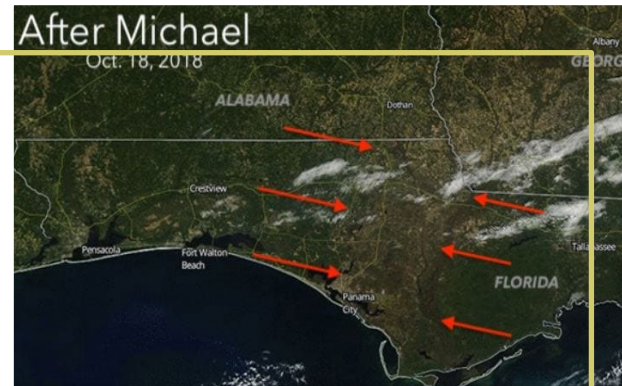 After Michael
Oct. 18, 2018
Albany
GEORG
ALABAMA
Dothan
Crestview
Pensacola
Fort Walton
Beach
Tallahassee
FLORIDA
Panama
City